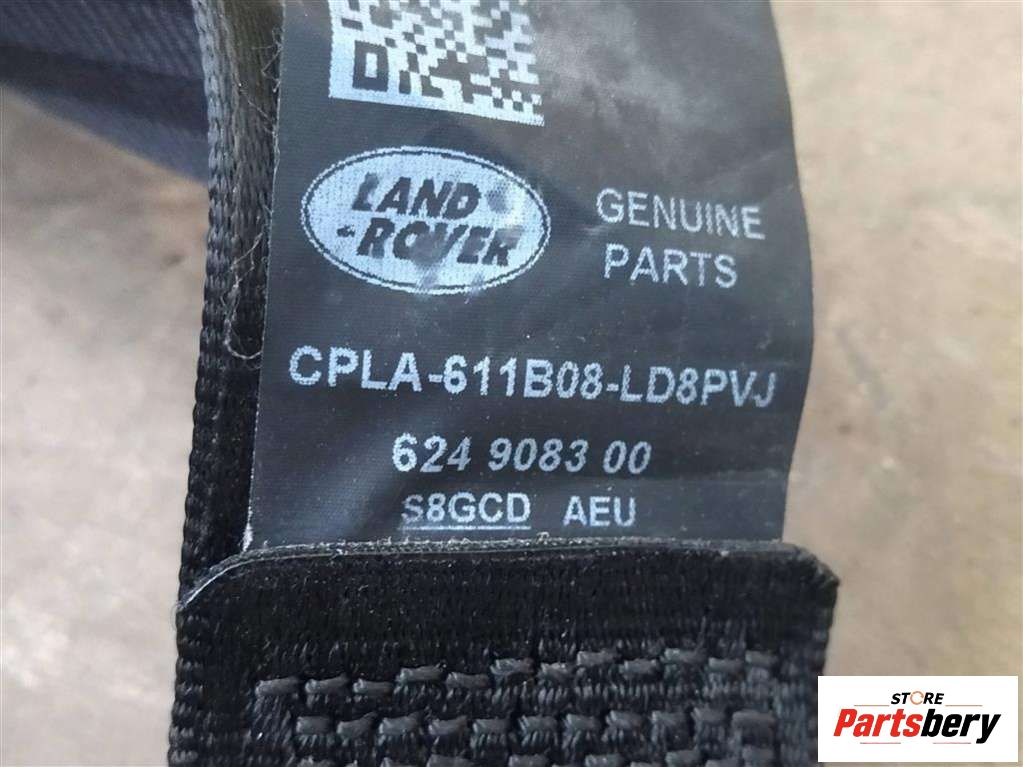 LAND
-ROVER
GENUINE
PARTS
CPLA-611B08-LD8PVJ
624 9083 00
S8GCD AEU
STORE
Partsbery